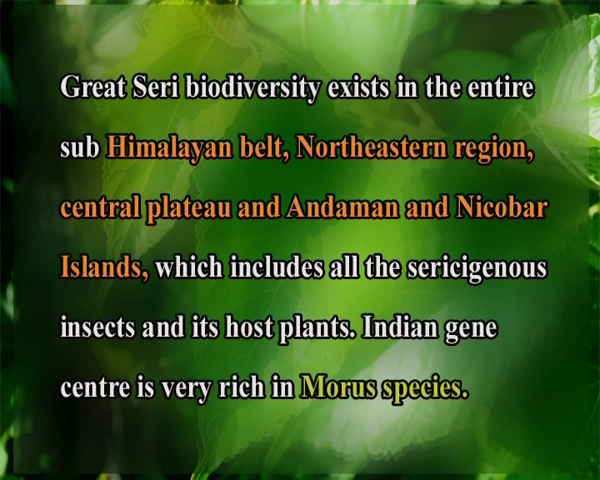 Great Seri biodiversity exists in the entire
sub Himalayan belt, Northeastern region,
central plateau and Andaman and Nicobar
Islands, which includes all the sericigenous
insects and its host plants. Indian gene
centre is very rich in Morus species.